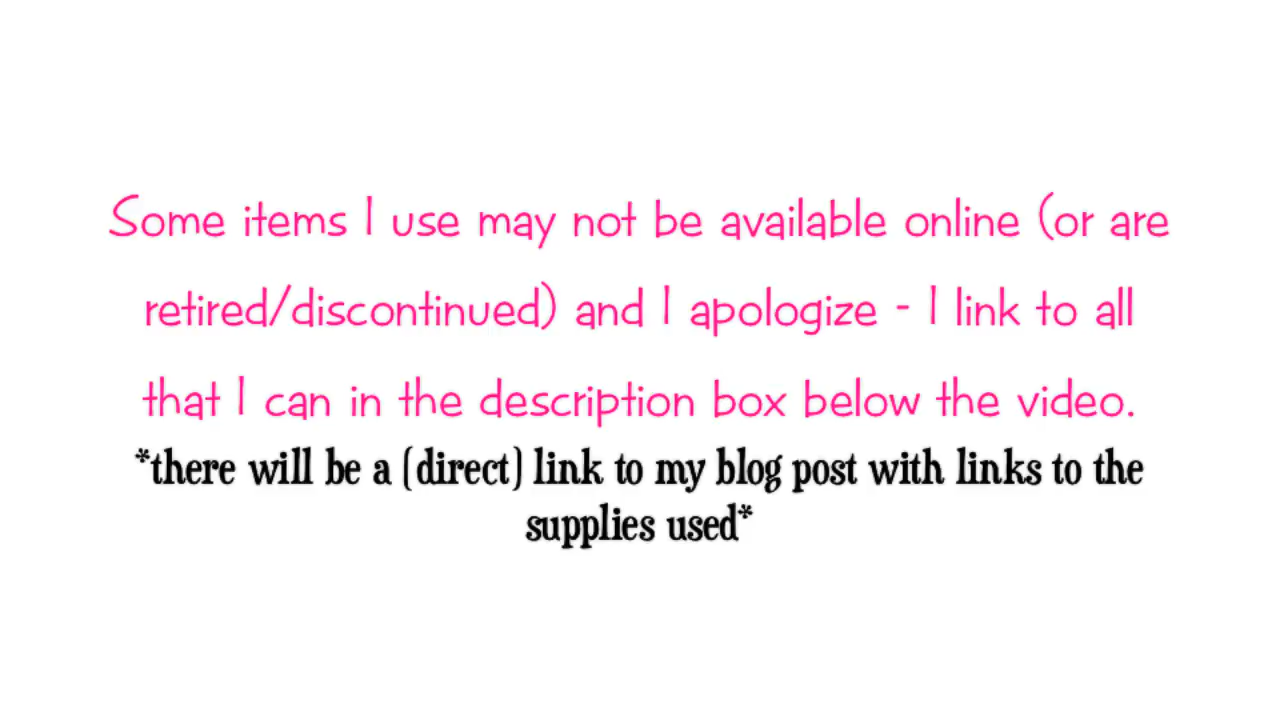 Some items I use may not be available online (or are
retired/discontinued) and I apologize - I link to all
that I can in the description box below the video.
*there will be a (direct) link to my blog post with links to the
supplies used*